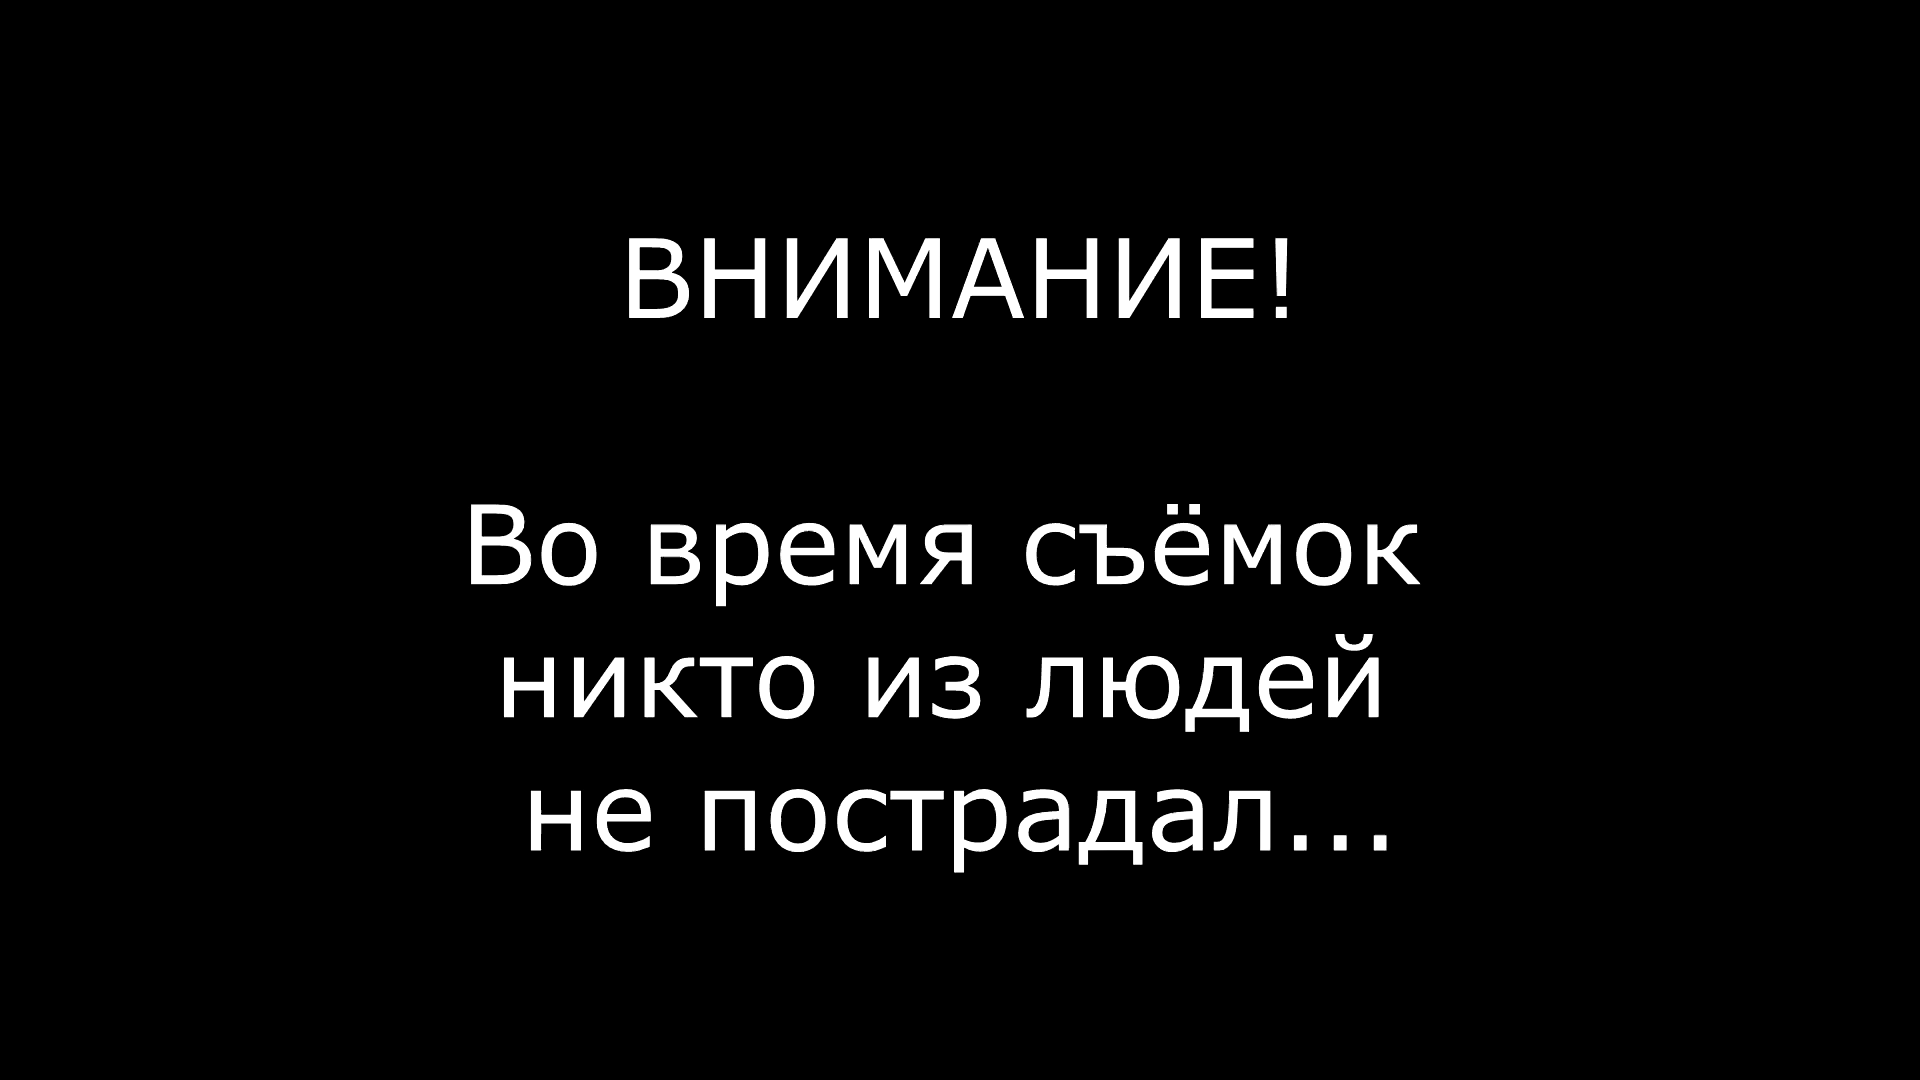 ВНИМАНИЕ!
Во время съёмок
никто из людей
не пострадал...